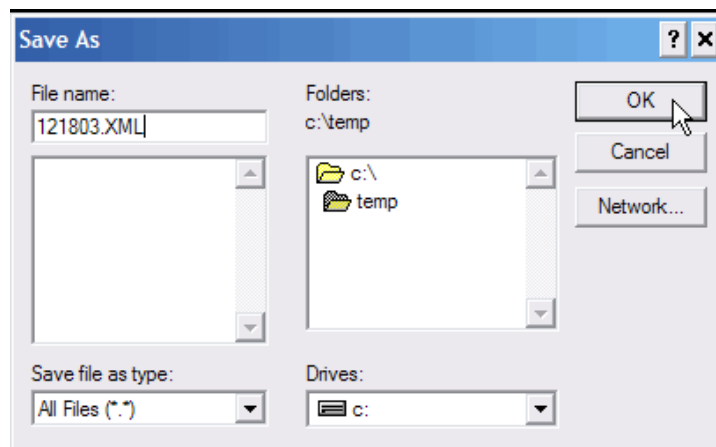 Save As
File name:
121803.XML
Folders:
c:\temp
c:\
temp
OK
Cancel
Network...
Save file as type:
All Files (*.*)
Drives:
c: